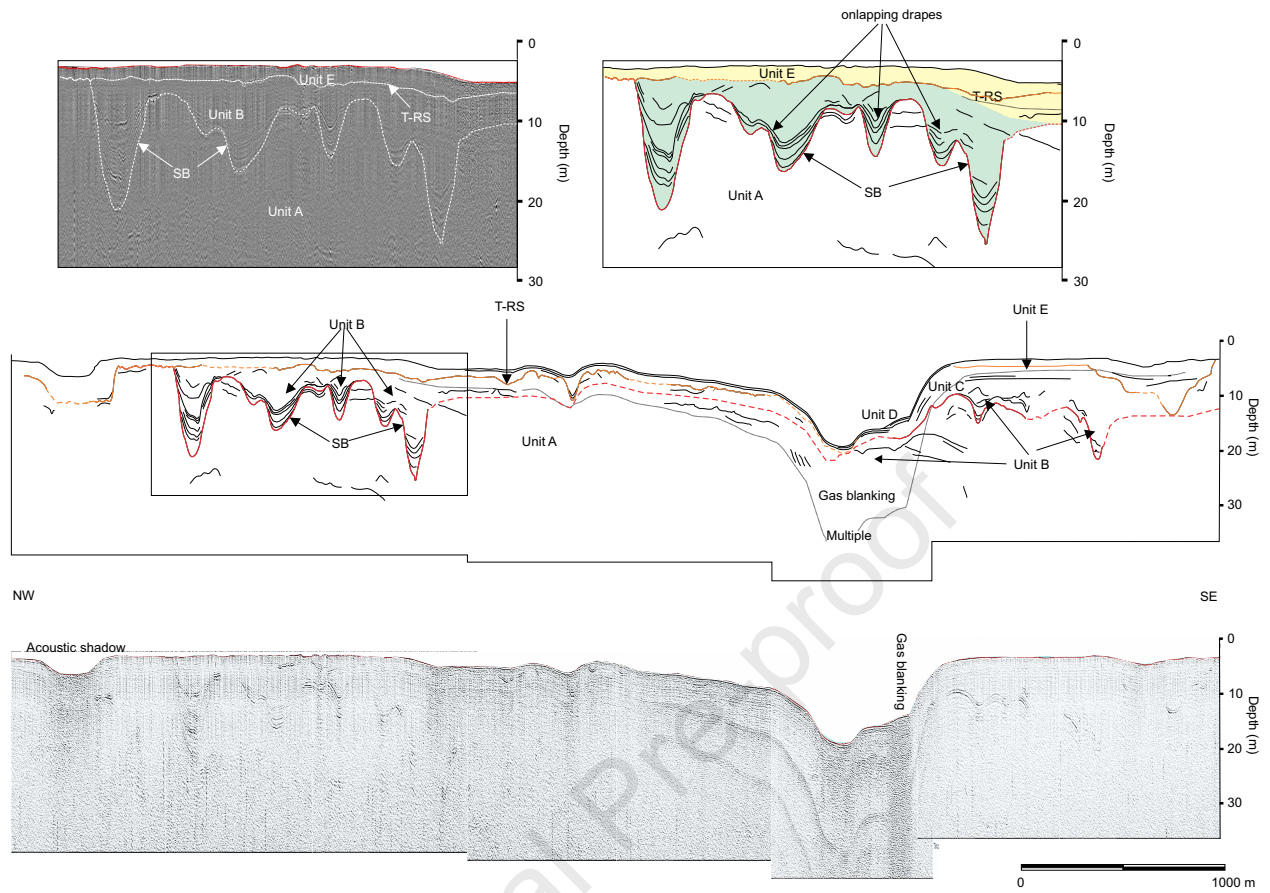 0
10
20
30
Depth (m)
Unit E
Unit B
T-RS
SB
Unit A
onlapping drapes
0
10
20
30
Depth (m)
Unit E
T-RS
Unit A
SB
T-RS
Unit B
SB
Unit A
Unit D
Unit C
Unit E
Unit B
Gas blanking
Multiple
0
10
20
30
Depth (m)
NW
SE
Acoustic shadow
Gas blanking
0
10
20
30
Depth (m)
0
1000 m
al Pre-proof